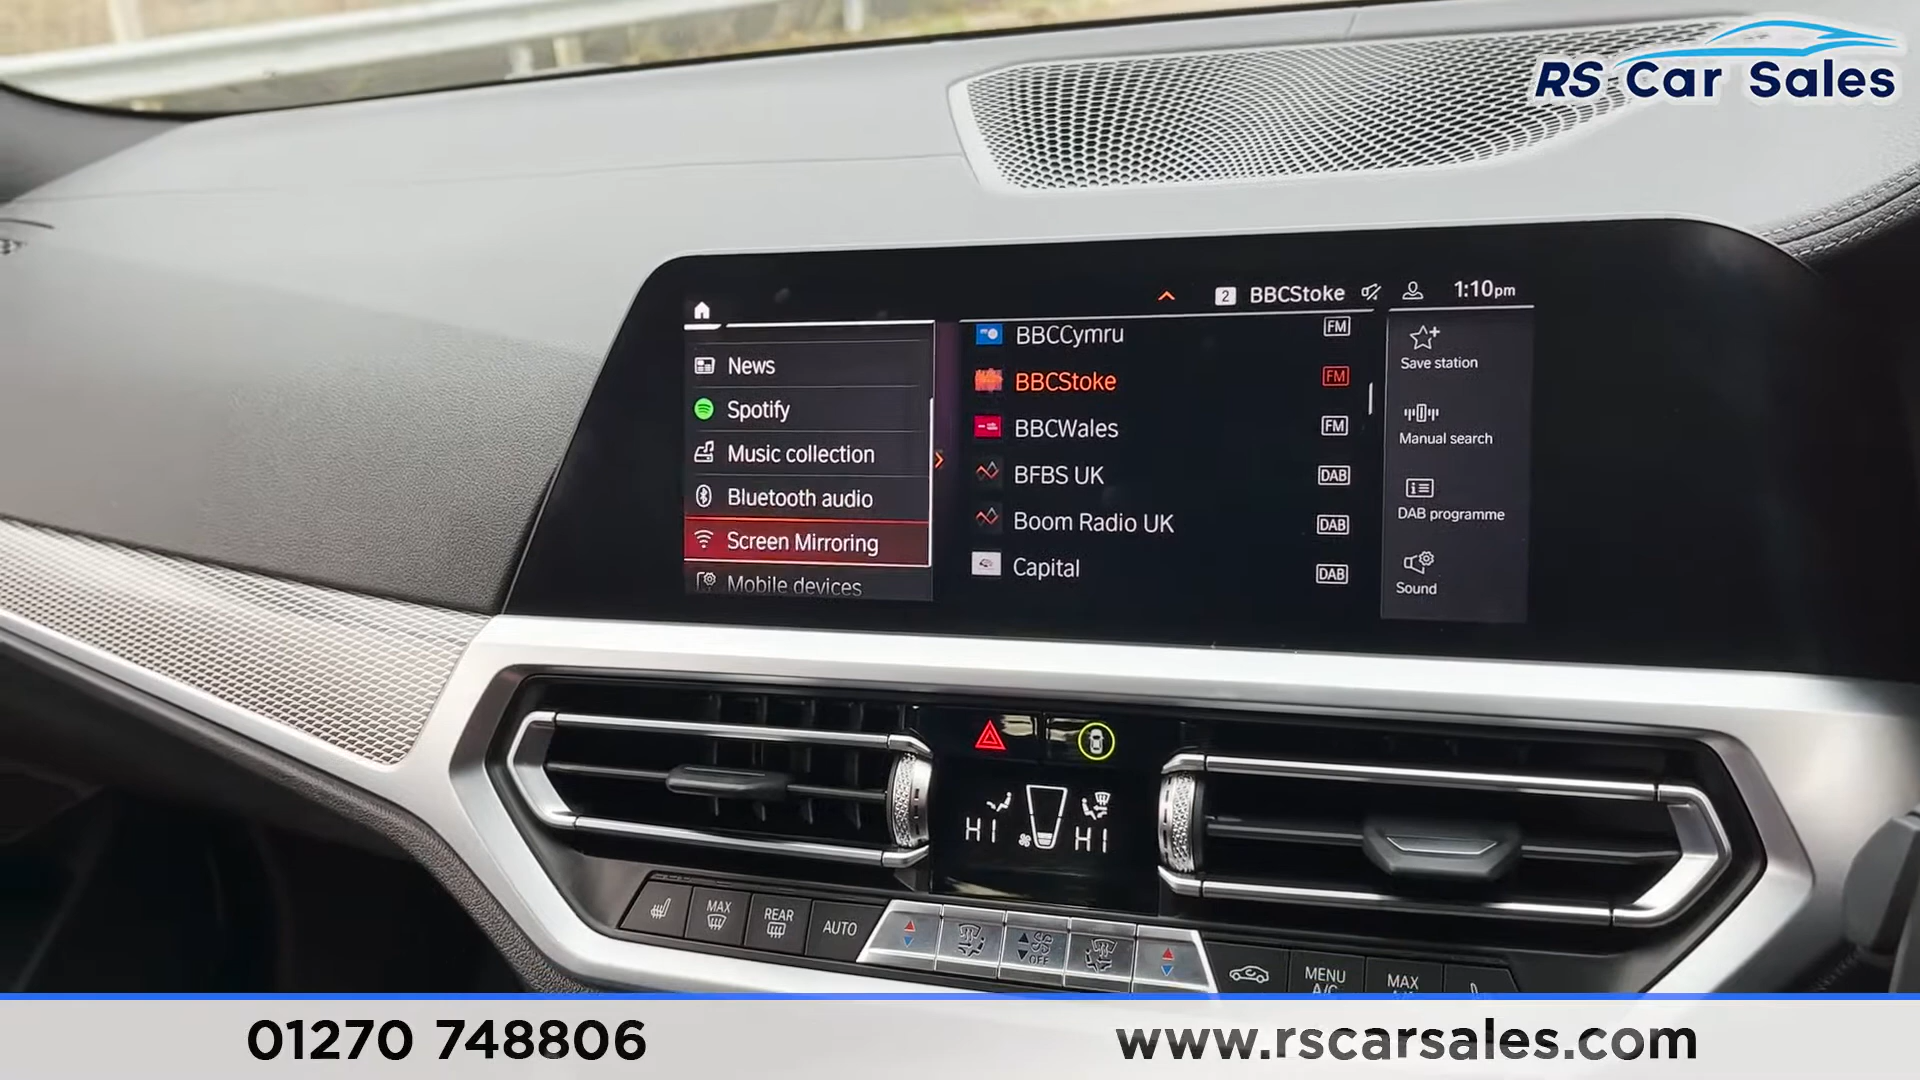 RS Car Sales
2 BBCStoke 1:10pm
News
Spotify
Music collection
Bluetooth audio
Screen Mirroring
Mobile devices
BBCCymru FM
BBCStoke FM
BBCWales FM
BFBS UK DAB
Boom Radio UK DAB
Capital DAB
Save station
Manual search
DAB programme
Sound
HI HI
MAX
REAR
AUTO
OFF
MENU
A/C
MAX
01270 748806
www.rscarsales.com